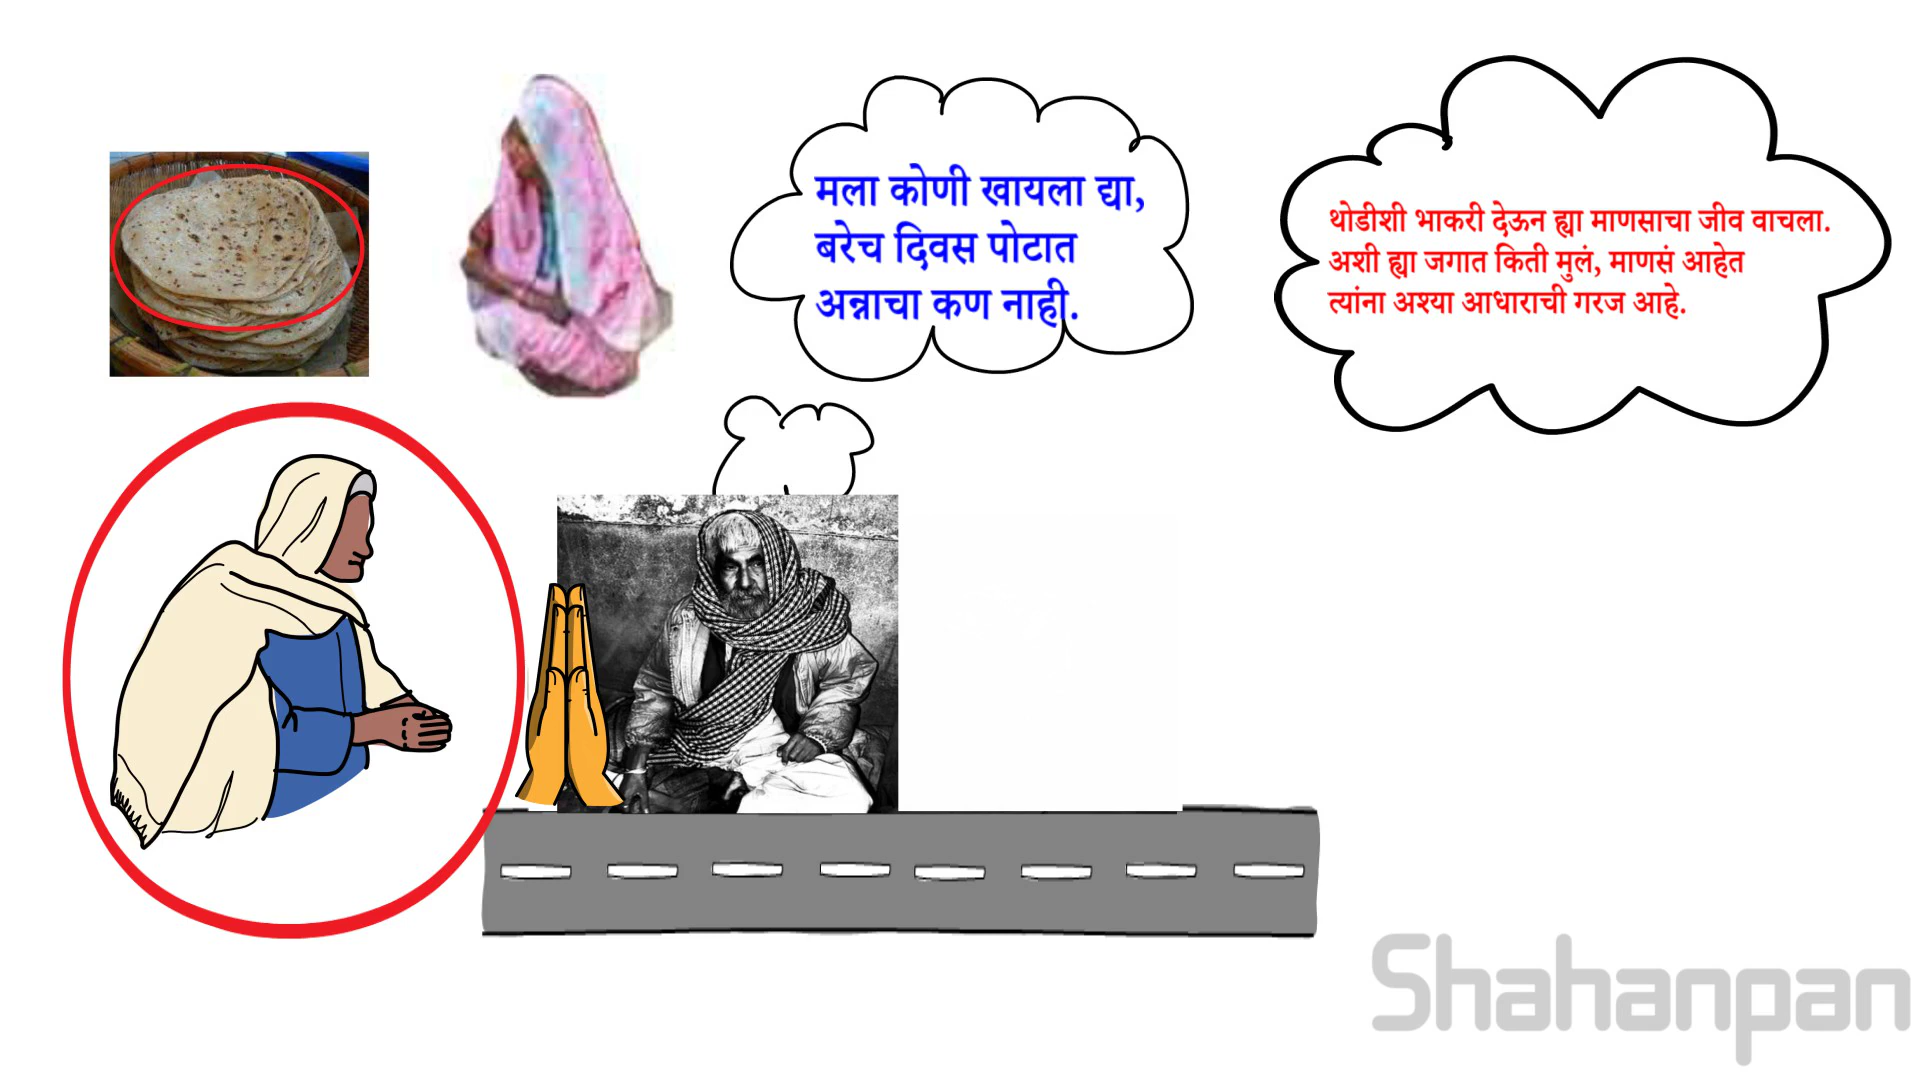 मला कोणी खायला द्या,
बरेच दिवस पोटात
अन्नाचा कण नाही.
थोडीशी भाकरी देऊन ह्या माणसाचा जीव वाचला.
अशी ह्या जगात किती मुलं, माणसं आहेत
त्यांना अश्या आधाराची गरज आहे.
Shahanpan